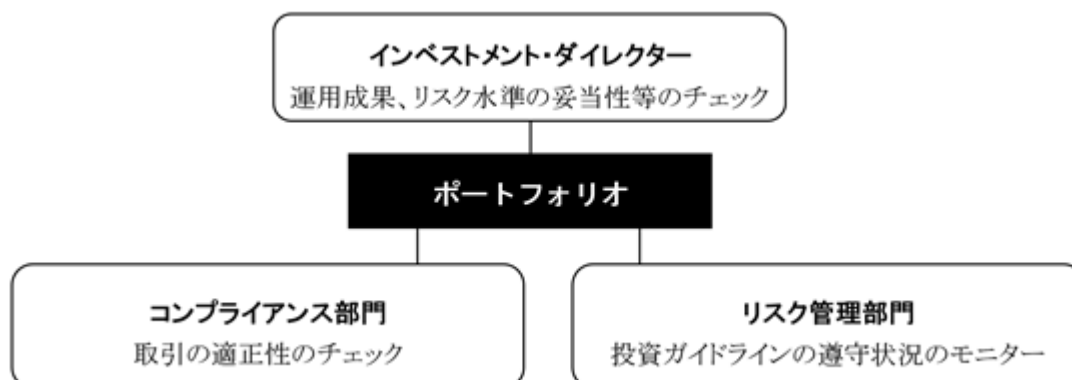 インベストメント・ダイレクター
運用成果、リスク水準の妥当性等のチェック
ポートフォリオ
コンプライアンス部門
取引の適正性のチェック
リスク管理部門
投資ガイドラインの遵守状況のモニター